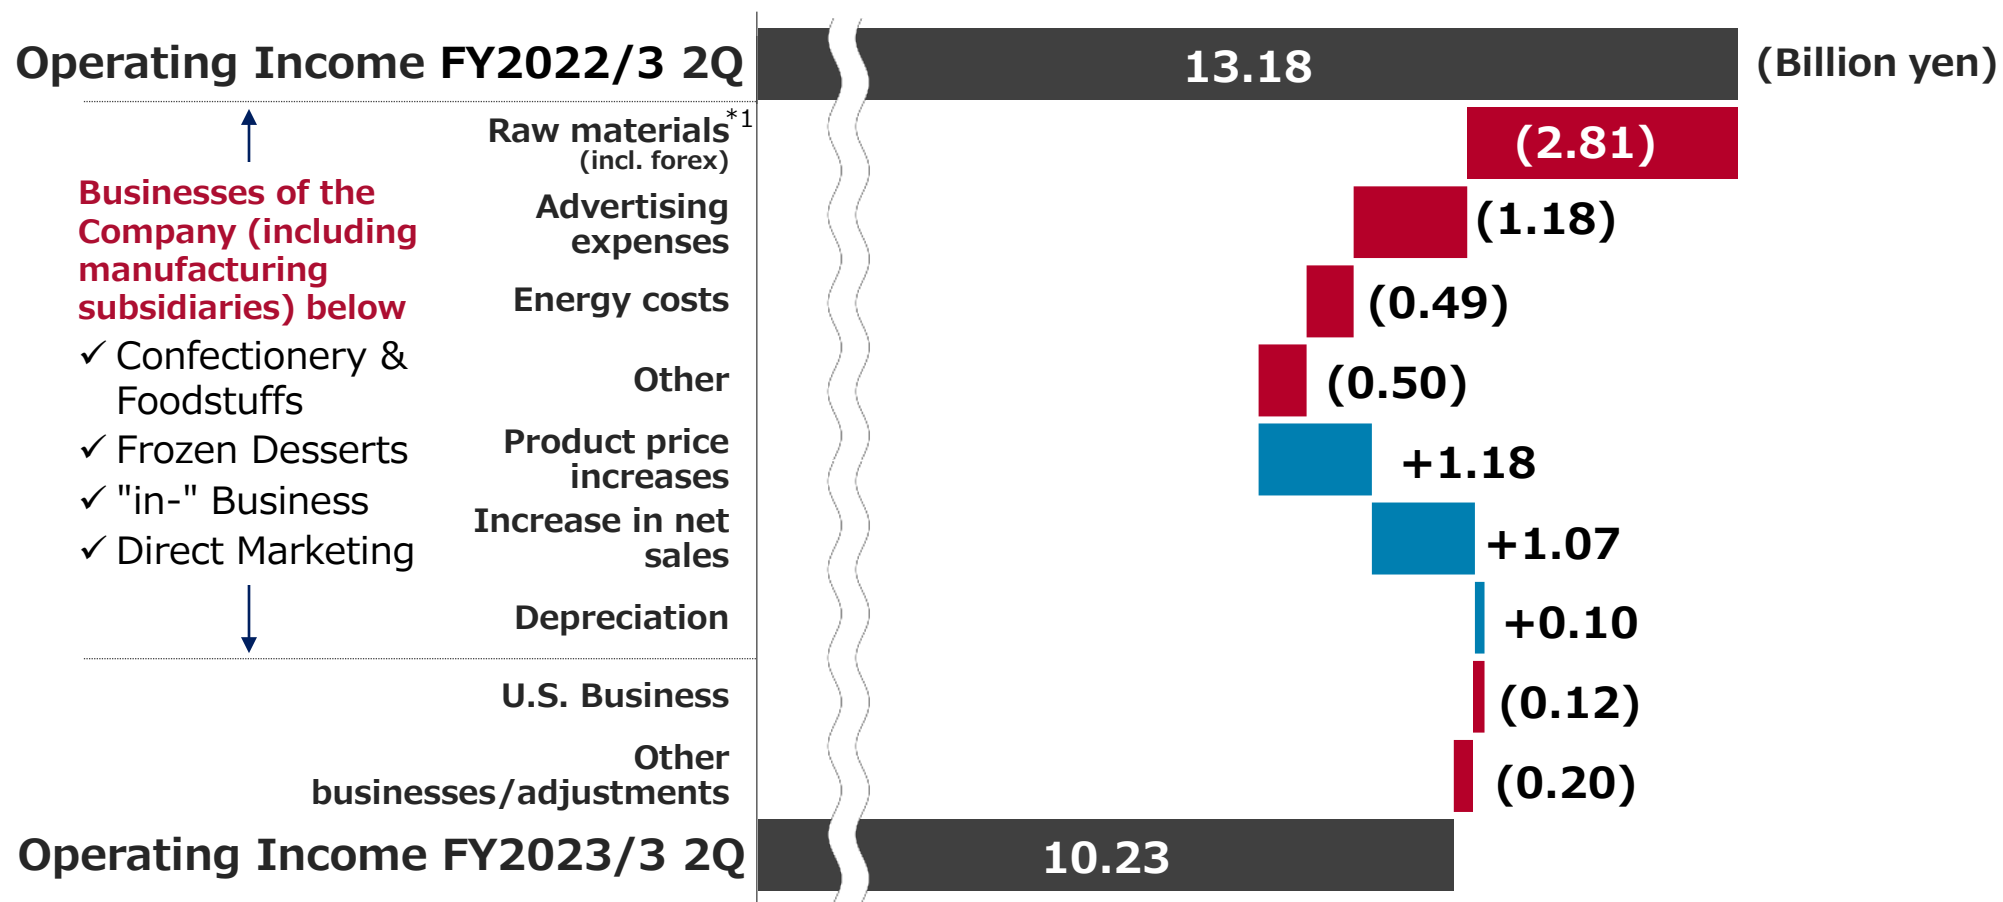 Operating Income FY2022/3 2Q
13.18
(Billion yen)
Raw materials*1
(incl. forex)
(2.81)
Businesses of the
Company (including
manufacturing
subsidiaries) below
✓ Confectionery &
Foodstuffs
✓ Frozen Desserts
✓ "in-" Business
✓ Direct Marketing
Advertising
expenses
(1.18)
Energy costs
(0.49)
Other
(0.50)
Product price
increases
+1.18
Increase in net
sales
+1.07
Depreciation
+0.10
U.S. Business
(0.12)
Other
businesses/adjustments
(0.20)
Operating Income FY2023/3 2Q
10.23